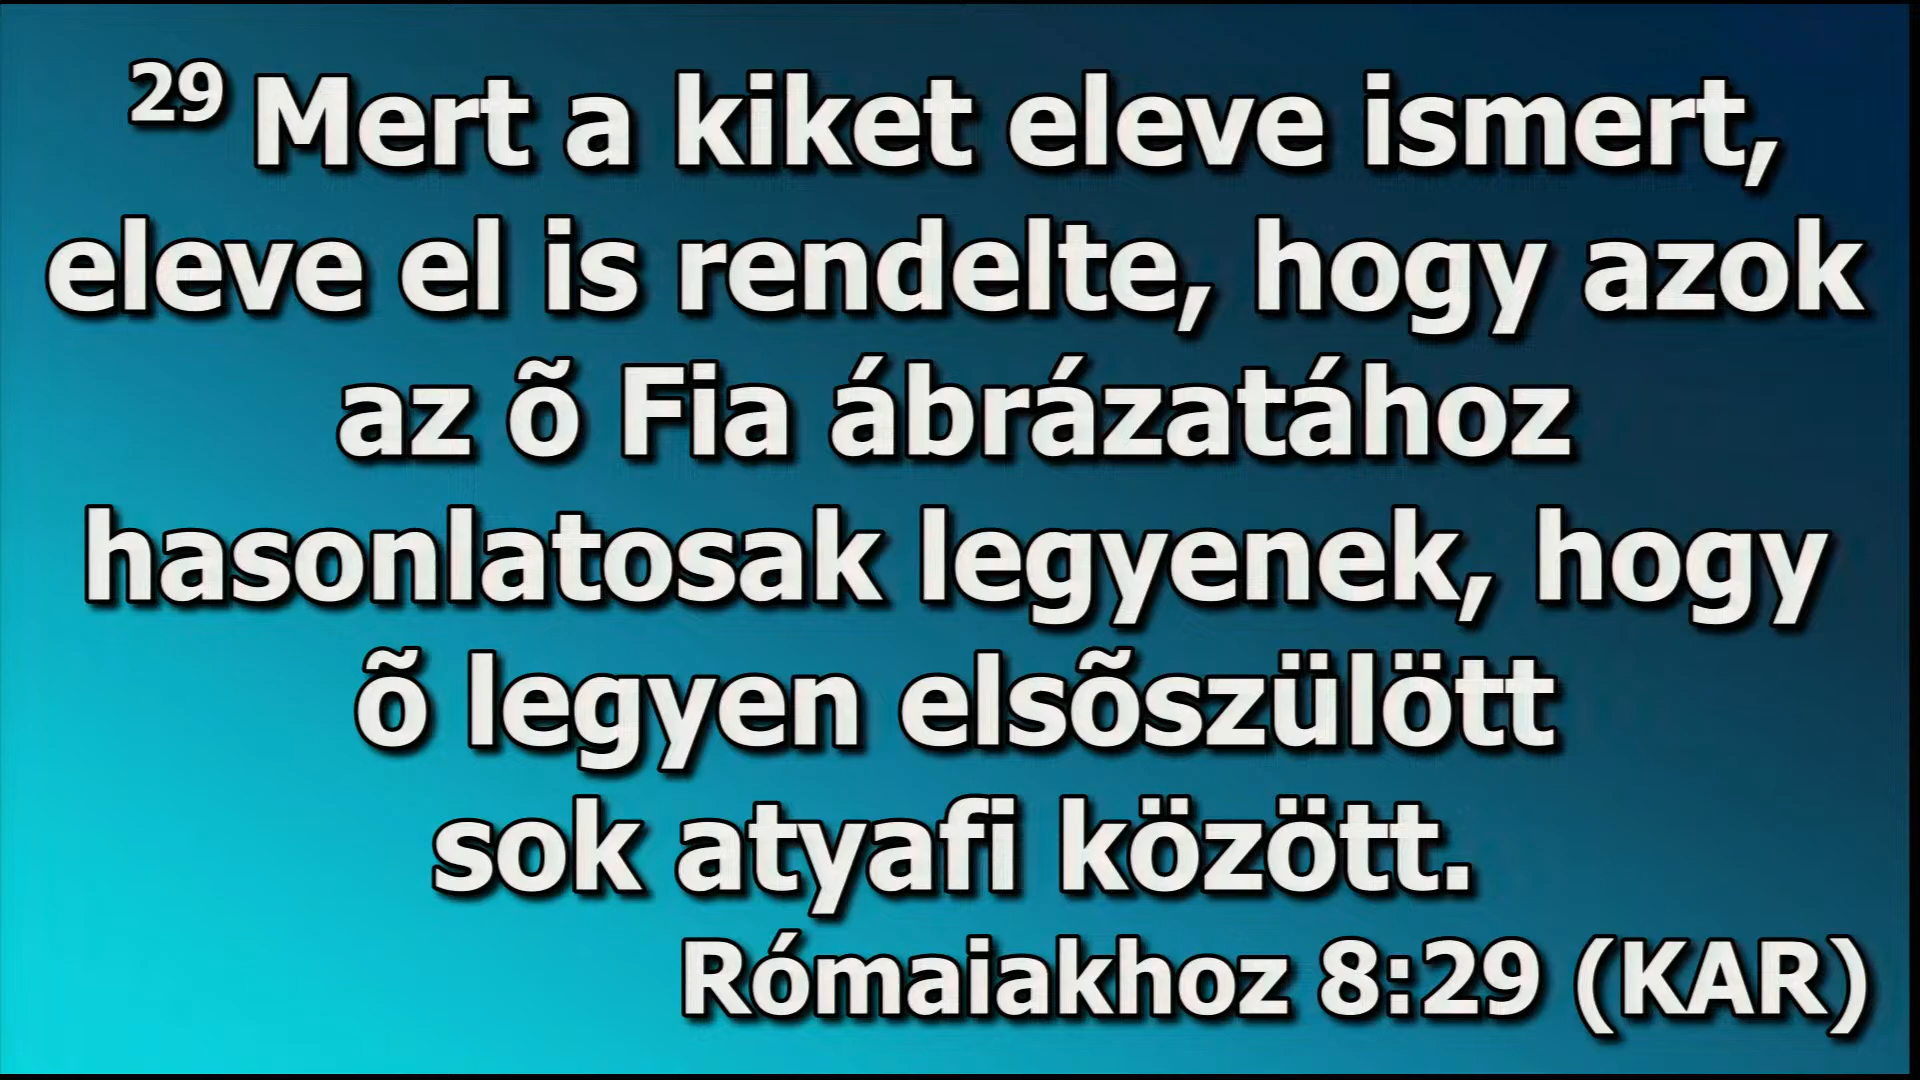 29 Mert a kiket eleve ismert,
eleve el is rendelte, hogy azok
az õ Fia ábrázatához
hasonlatosak legyenek, hogy
õ legyen elsõszülött
sok atyafi között.
Rómaiakhoz 8:29 (KAR)